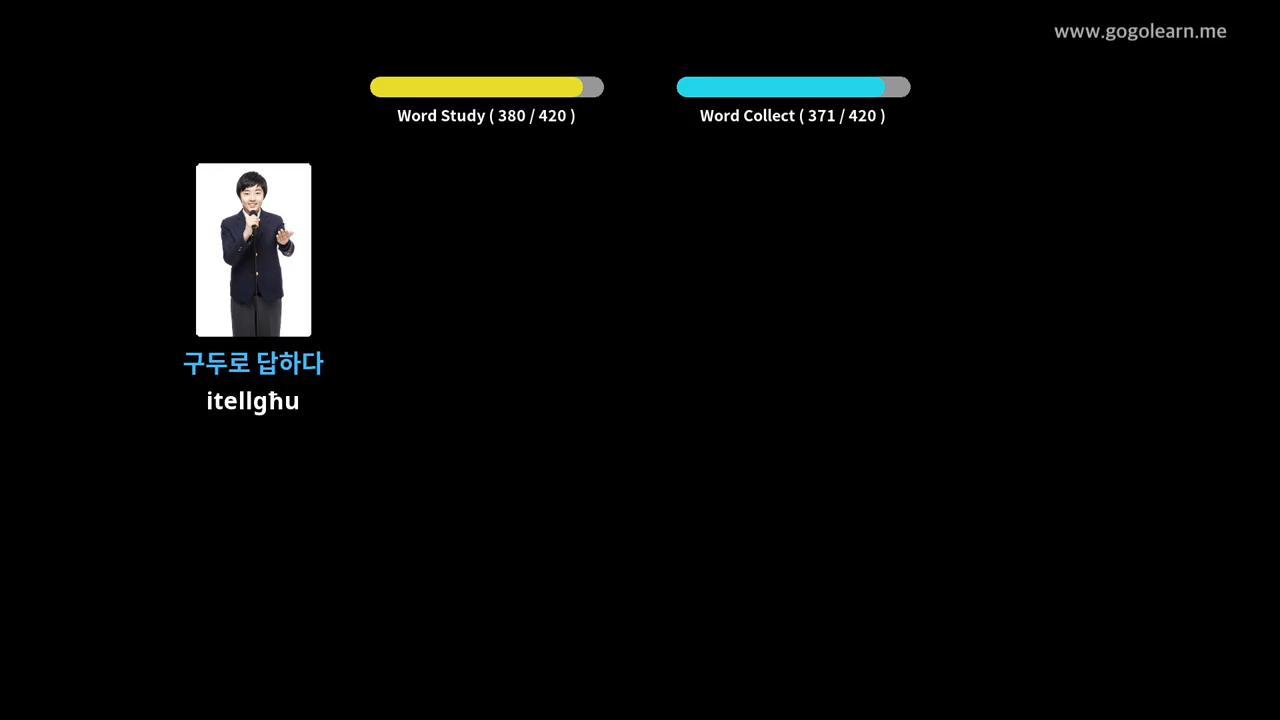 www.gogolearn.me
Word Study ( 380 / 420 )
Word Collect ( 371 / 420 )
구두로 답하다
itellgħu